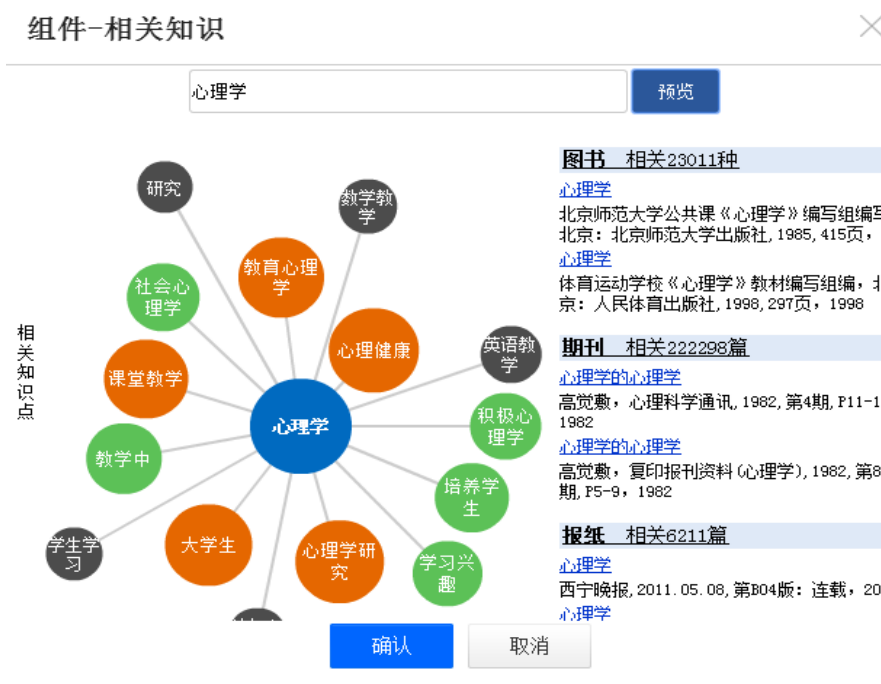 组件-相关知识
心理学
预览
相关知识点
研究
数学教
学
教育心理
学
社会心
理学
心理健康
英语教
学
课堂教学
心理学
积极心
理学
教学中
培养学
生
学生学
习
大学生
心理学研
究
学习兴
趣
图书 相关23011种
心理学
北京师范大学公共课《心理学》编写组编写
北京: 北京师范大学出版社,1985,415页,
心理学
体育运动学校《心理学》教材编写组编,北
京: 人民体育出版社,1998,297页,1998
期刊 相关222298篇
心理学的心理学
高觉敷,心理科学通讯,1982,第4期,P11-1
1982
心理学的心理学
高觉敷,复印报刊资料(心理学),1982,第8
期,P5-9,1982
报纸 相关6211篇
心理学
西宁晚报,2011.05.08,第B04版: 连载,20
心理学
确认
取消